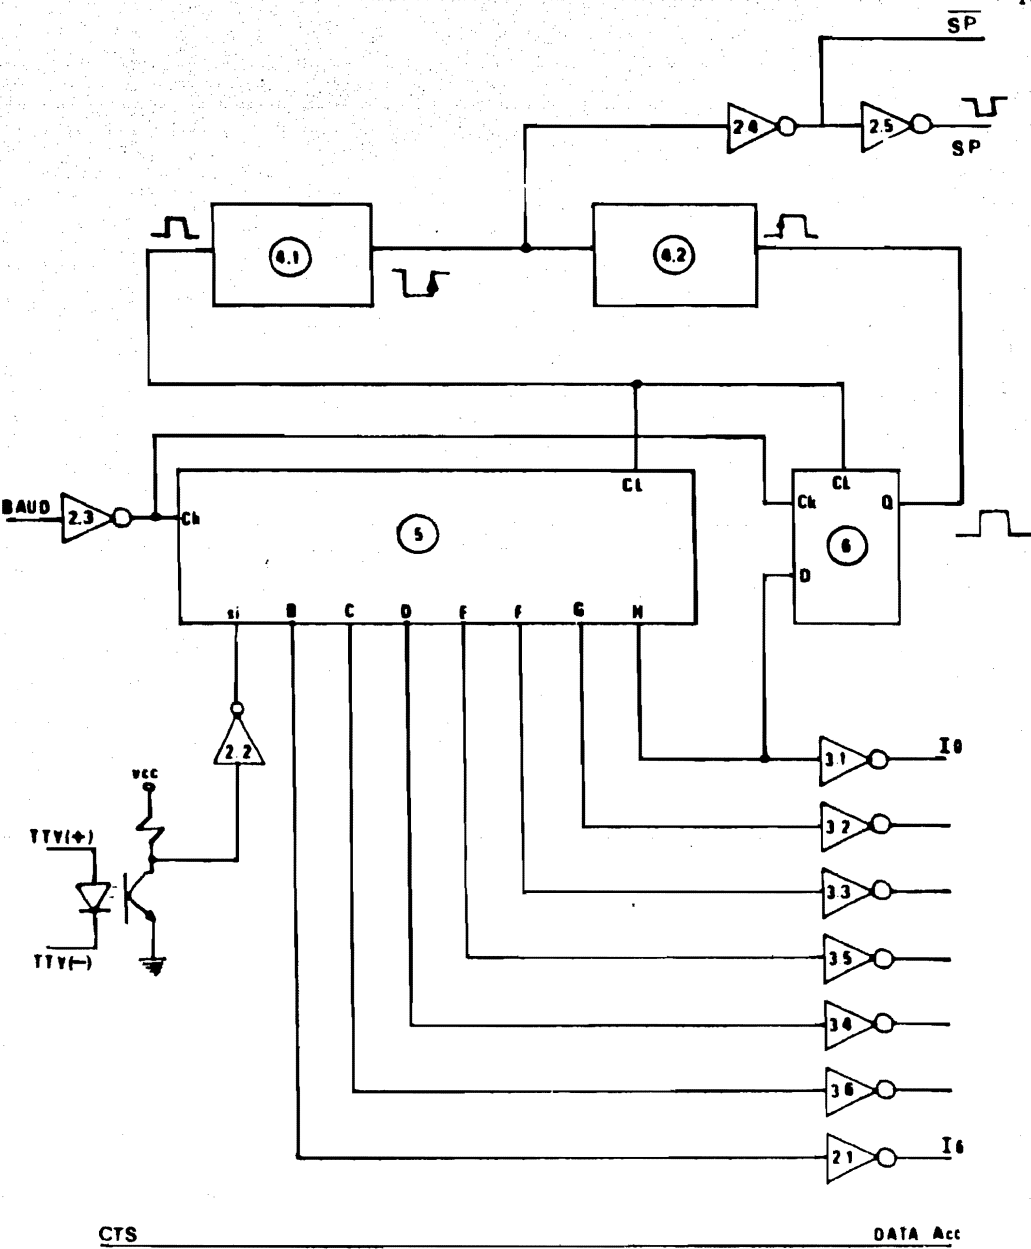 SP
2.4
2.5
SP
4.1
4.2
CL
CL
BAUD
2.3
Ck
5
Ck
Q
6
D
si
B
C
D
E
F
G
H
2.2
3.1
I0
VCC
TTY(+)
3.2
3.3
TTY(—)
3.5
3.4
3.6
2.1
I6
CTS
DATA Acc